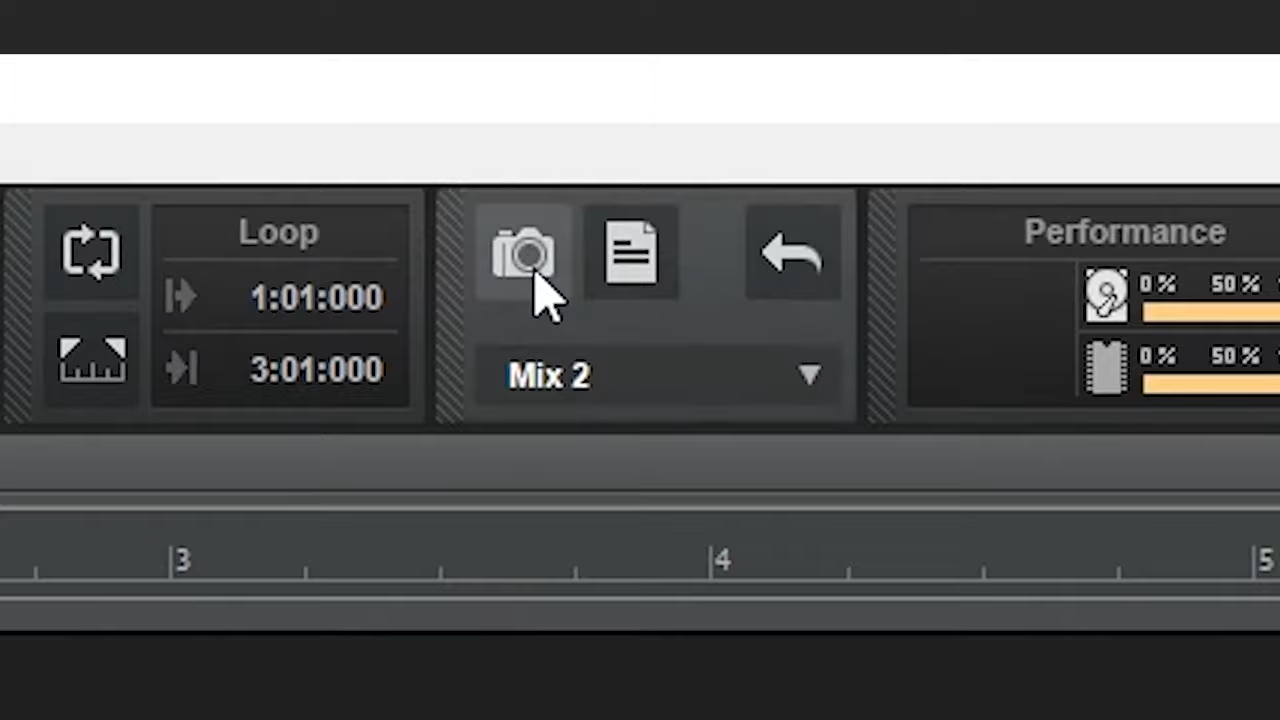 Loop
1:01:000
3:01:000
Mix 2
Performance
0 % 50 %
0 % 50 %
3 4 5